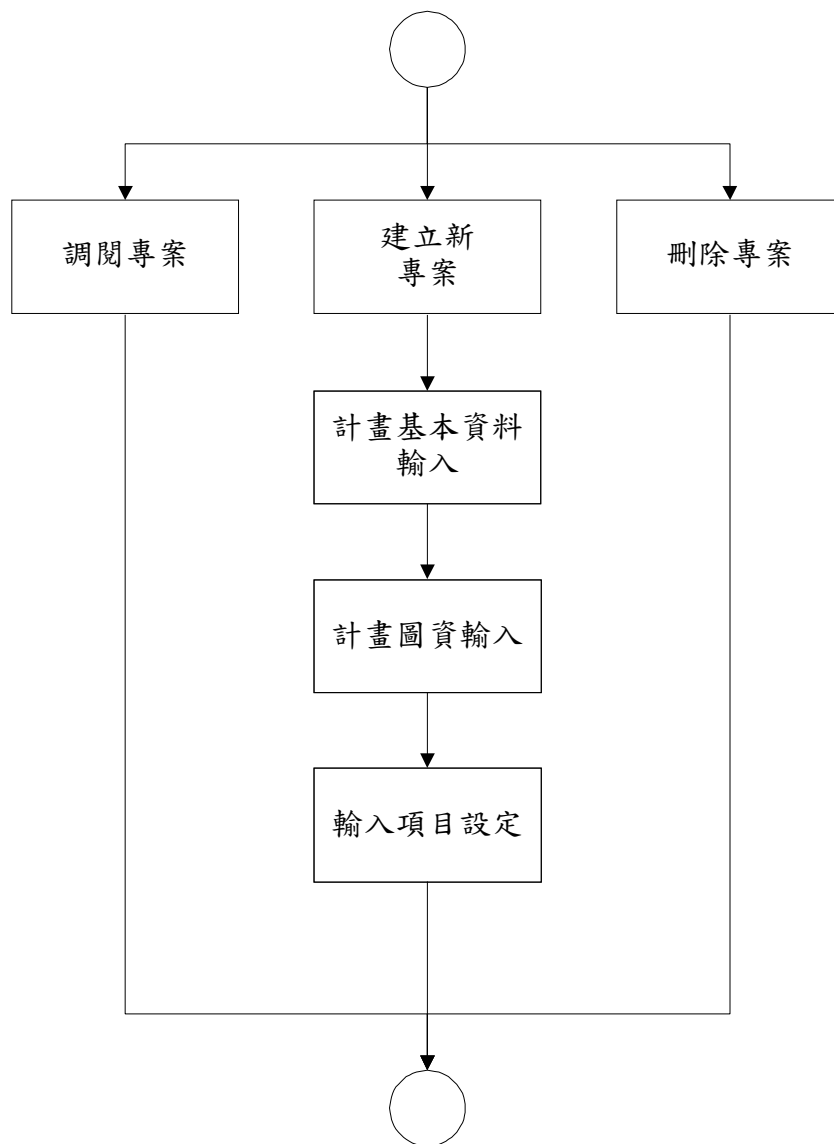 調閱專案
建立新
專案
刪除專案
計畫基本資料
輸入
計畫圖資輸入
輸入項目設定